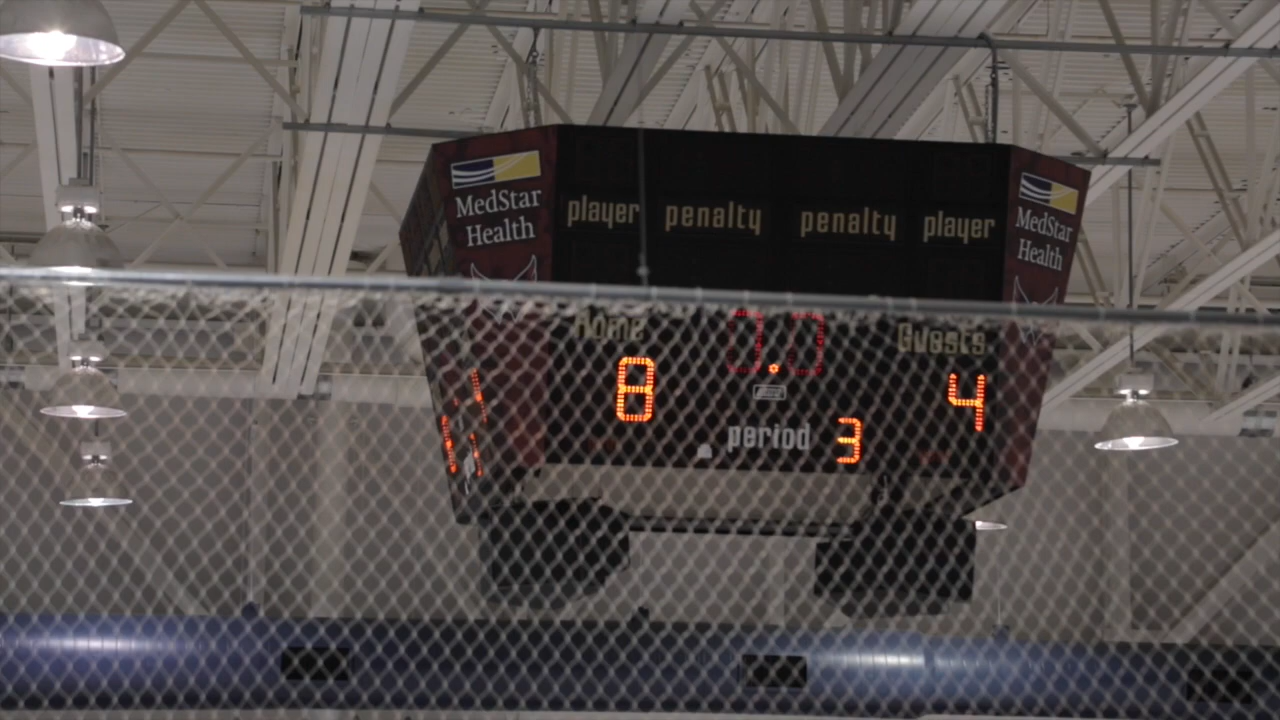 MedStar
Health
player penalty penalty player
MedStar
Health
Home 0.0 Guests
8 4
period 3